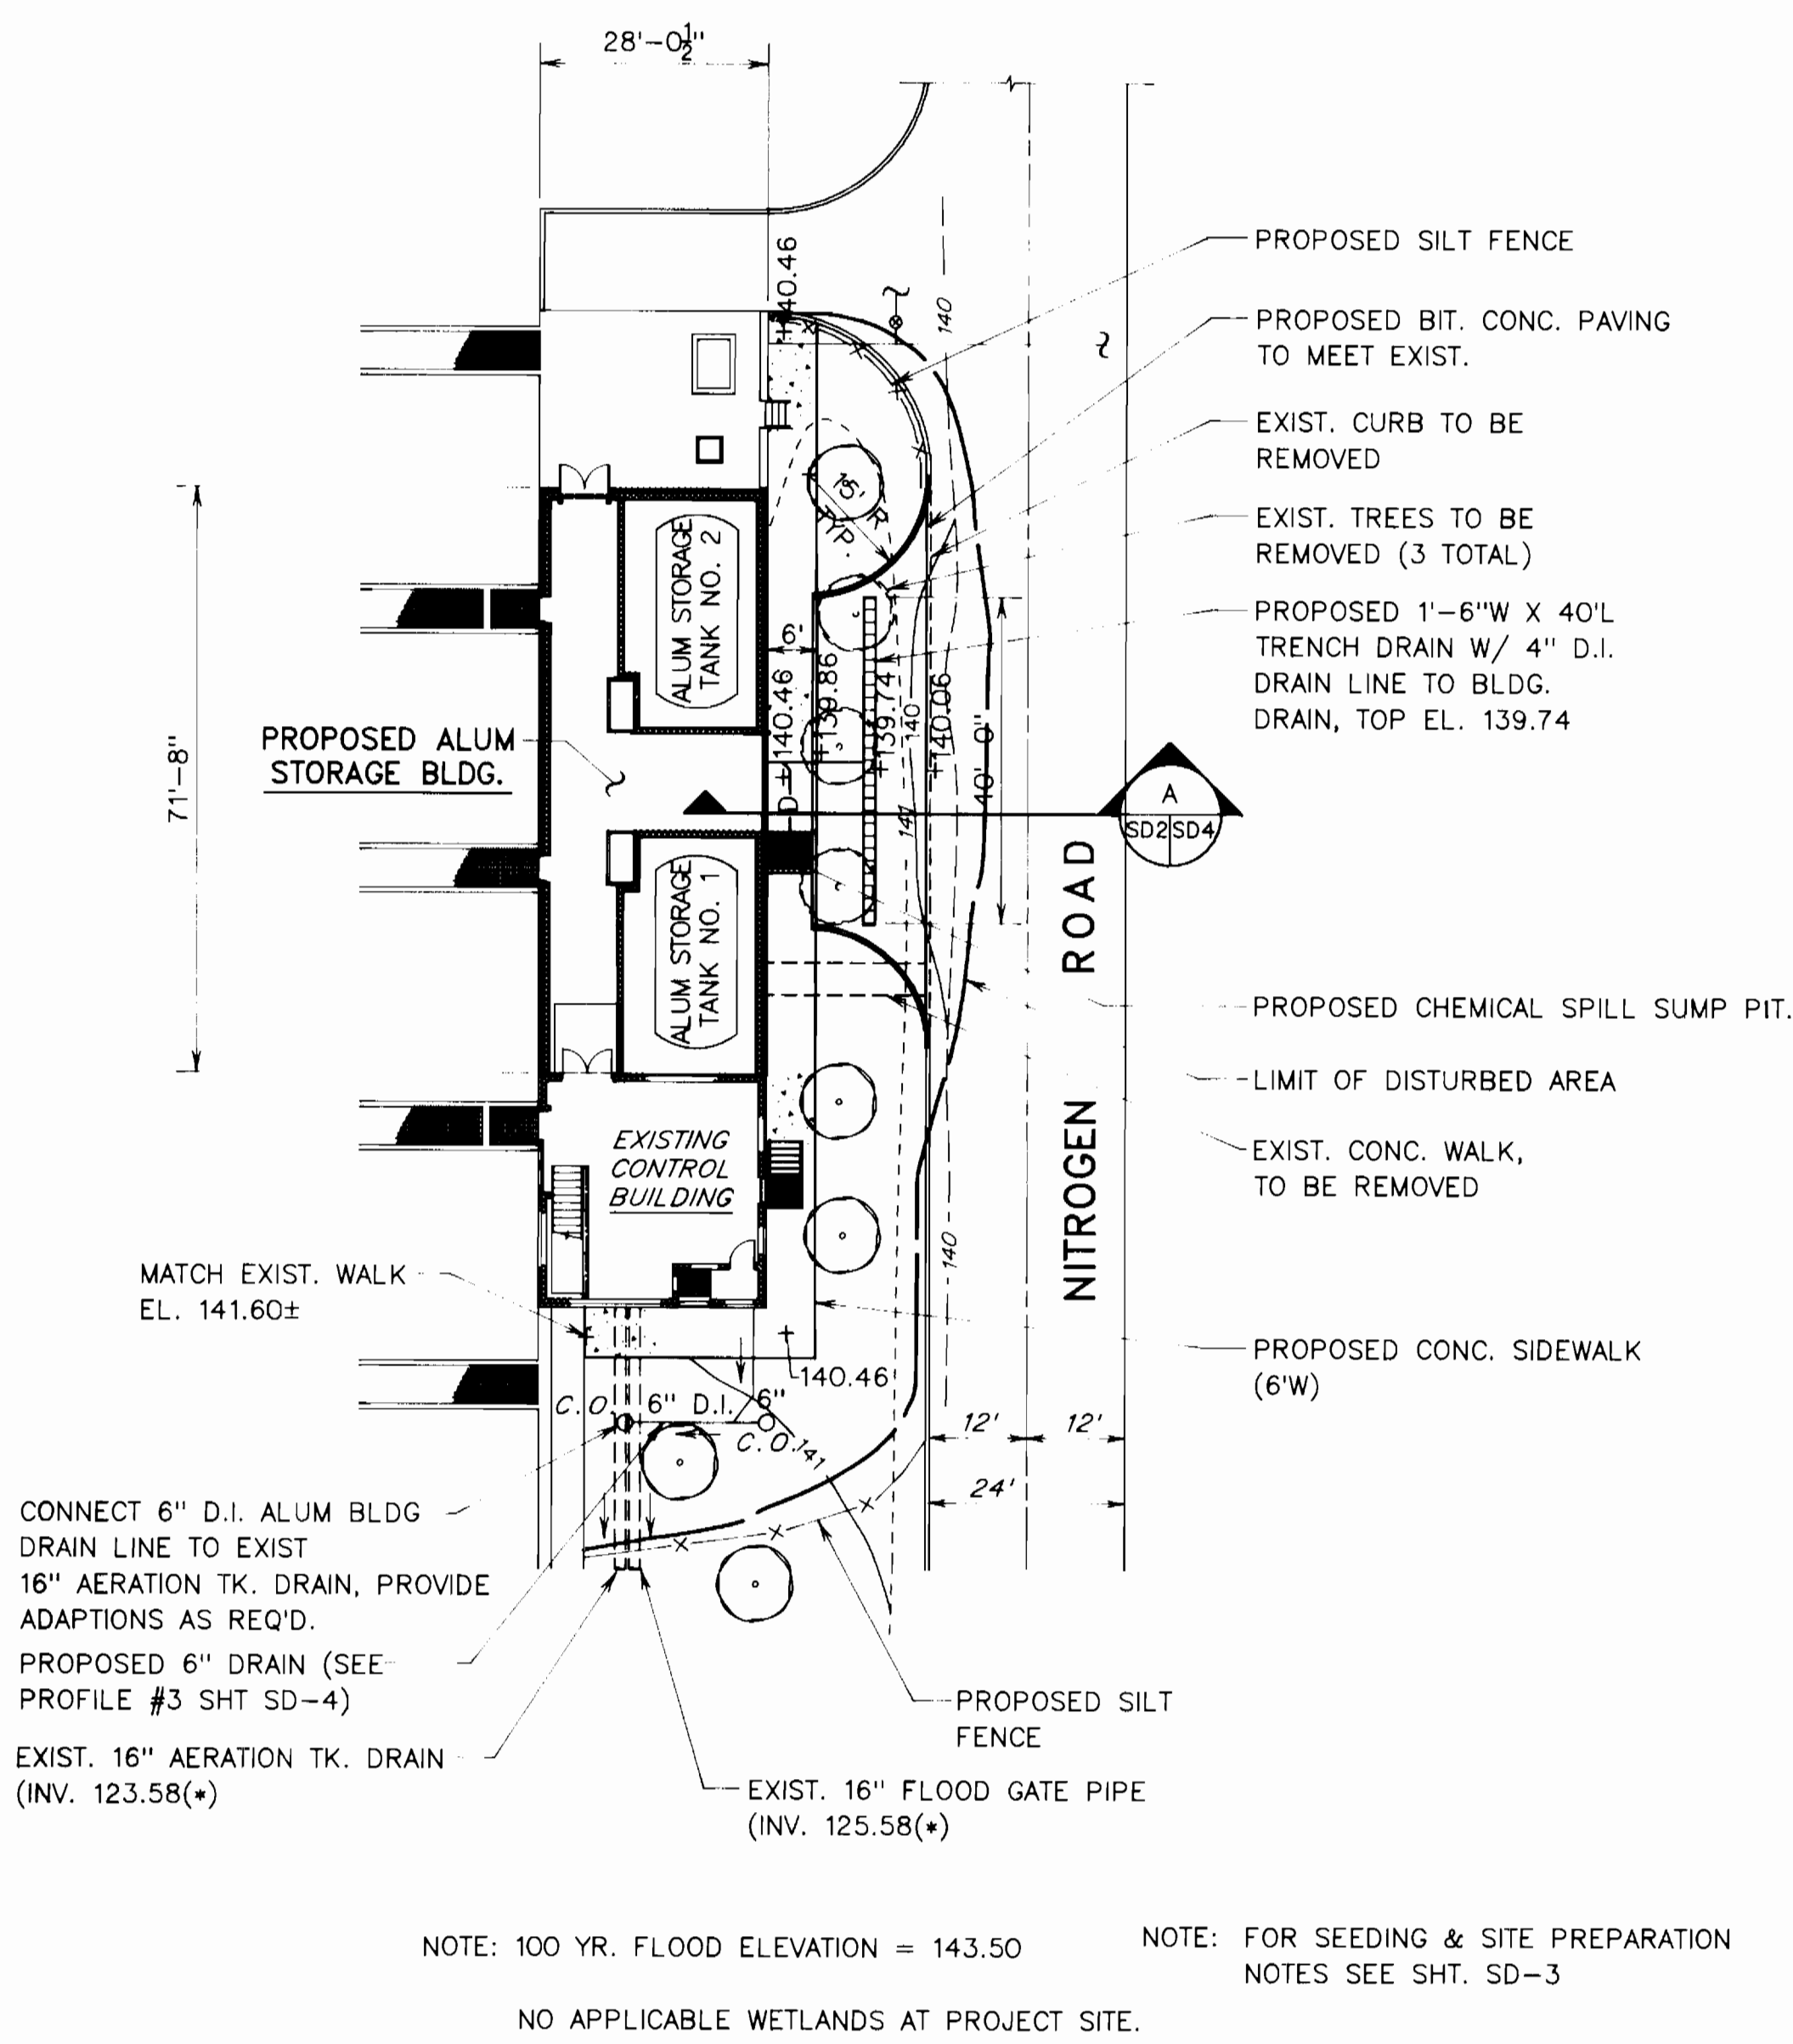 28'-0½"
140.46
140
PROPOSED SILT FENCE
PROPOSED BIT. CONC. PAVING
TO MEET EXIST.
EXIST. CURB TO BE
REMOVED
EXIST. TREES TO BE
REMOVED (3 TOTAL)
PROPOSED 1'-6"W X 40'L
TRENCH DRAIN W/ 4" D.I.
DRAIN LINE TO BLDG.
DRAIN, TOP EL. 139.74
15' R
TYP.
ALUM STORAGE
TANK NO. 2
6'
140.46
139.86
139.74
140
140.06
40'-0"
71'-8"
PROPOSED ALUM
STORAGE BLDG.
D
141
A
SD2 SD4
ALUM STORAGE
TANK NO. 1
NITROGEN ROAD
PROPOSED CHEMICAL SPILL SUMP PIT.
LIMIT OF DISTURBED AREA
EXIST. CONC. WALK,
TO BE REMOVED
EXISTING
CONTROL
BUILDING
140
MATCH EXIST. WALK
EL. 141.60±
PROPOSED CONC. SIDEWALK
(6'W)
140.46
C.O. 6" D.I. 6"
C.O.
141
12' 12'
24'
CONNECT 6" D.I. ALUM BLDG
DRAIN LINE TO EXIST
16" AERATION TK. DRAIN, PROVIDE
ADAPTIONS AS REQ'D.
PROPOSED 6" DRAIN (SEE
PROFILE #3 SHT SD-4)
EXIST. 16" AERATION TK. DRAIN
(INV. 123.58(*)
PROPOSED SILT
FENCE
EXIST. 16" FLOOD GATE PIPE
(INV. 125.58(*)
NOTE: 100 YR. FLOOD ELEVATION = 143.50
NOTE: FOR SEEDING & SITE PREPARATION
NOTES SEE SHT. SD-3
NO APPLICABLE WETLANDS AT PROJECT SITE.